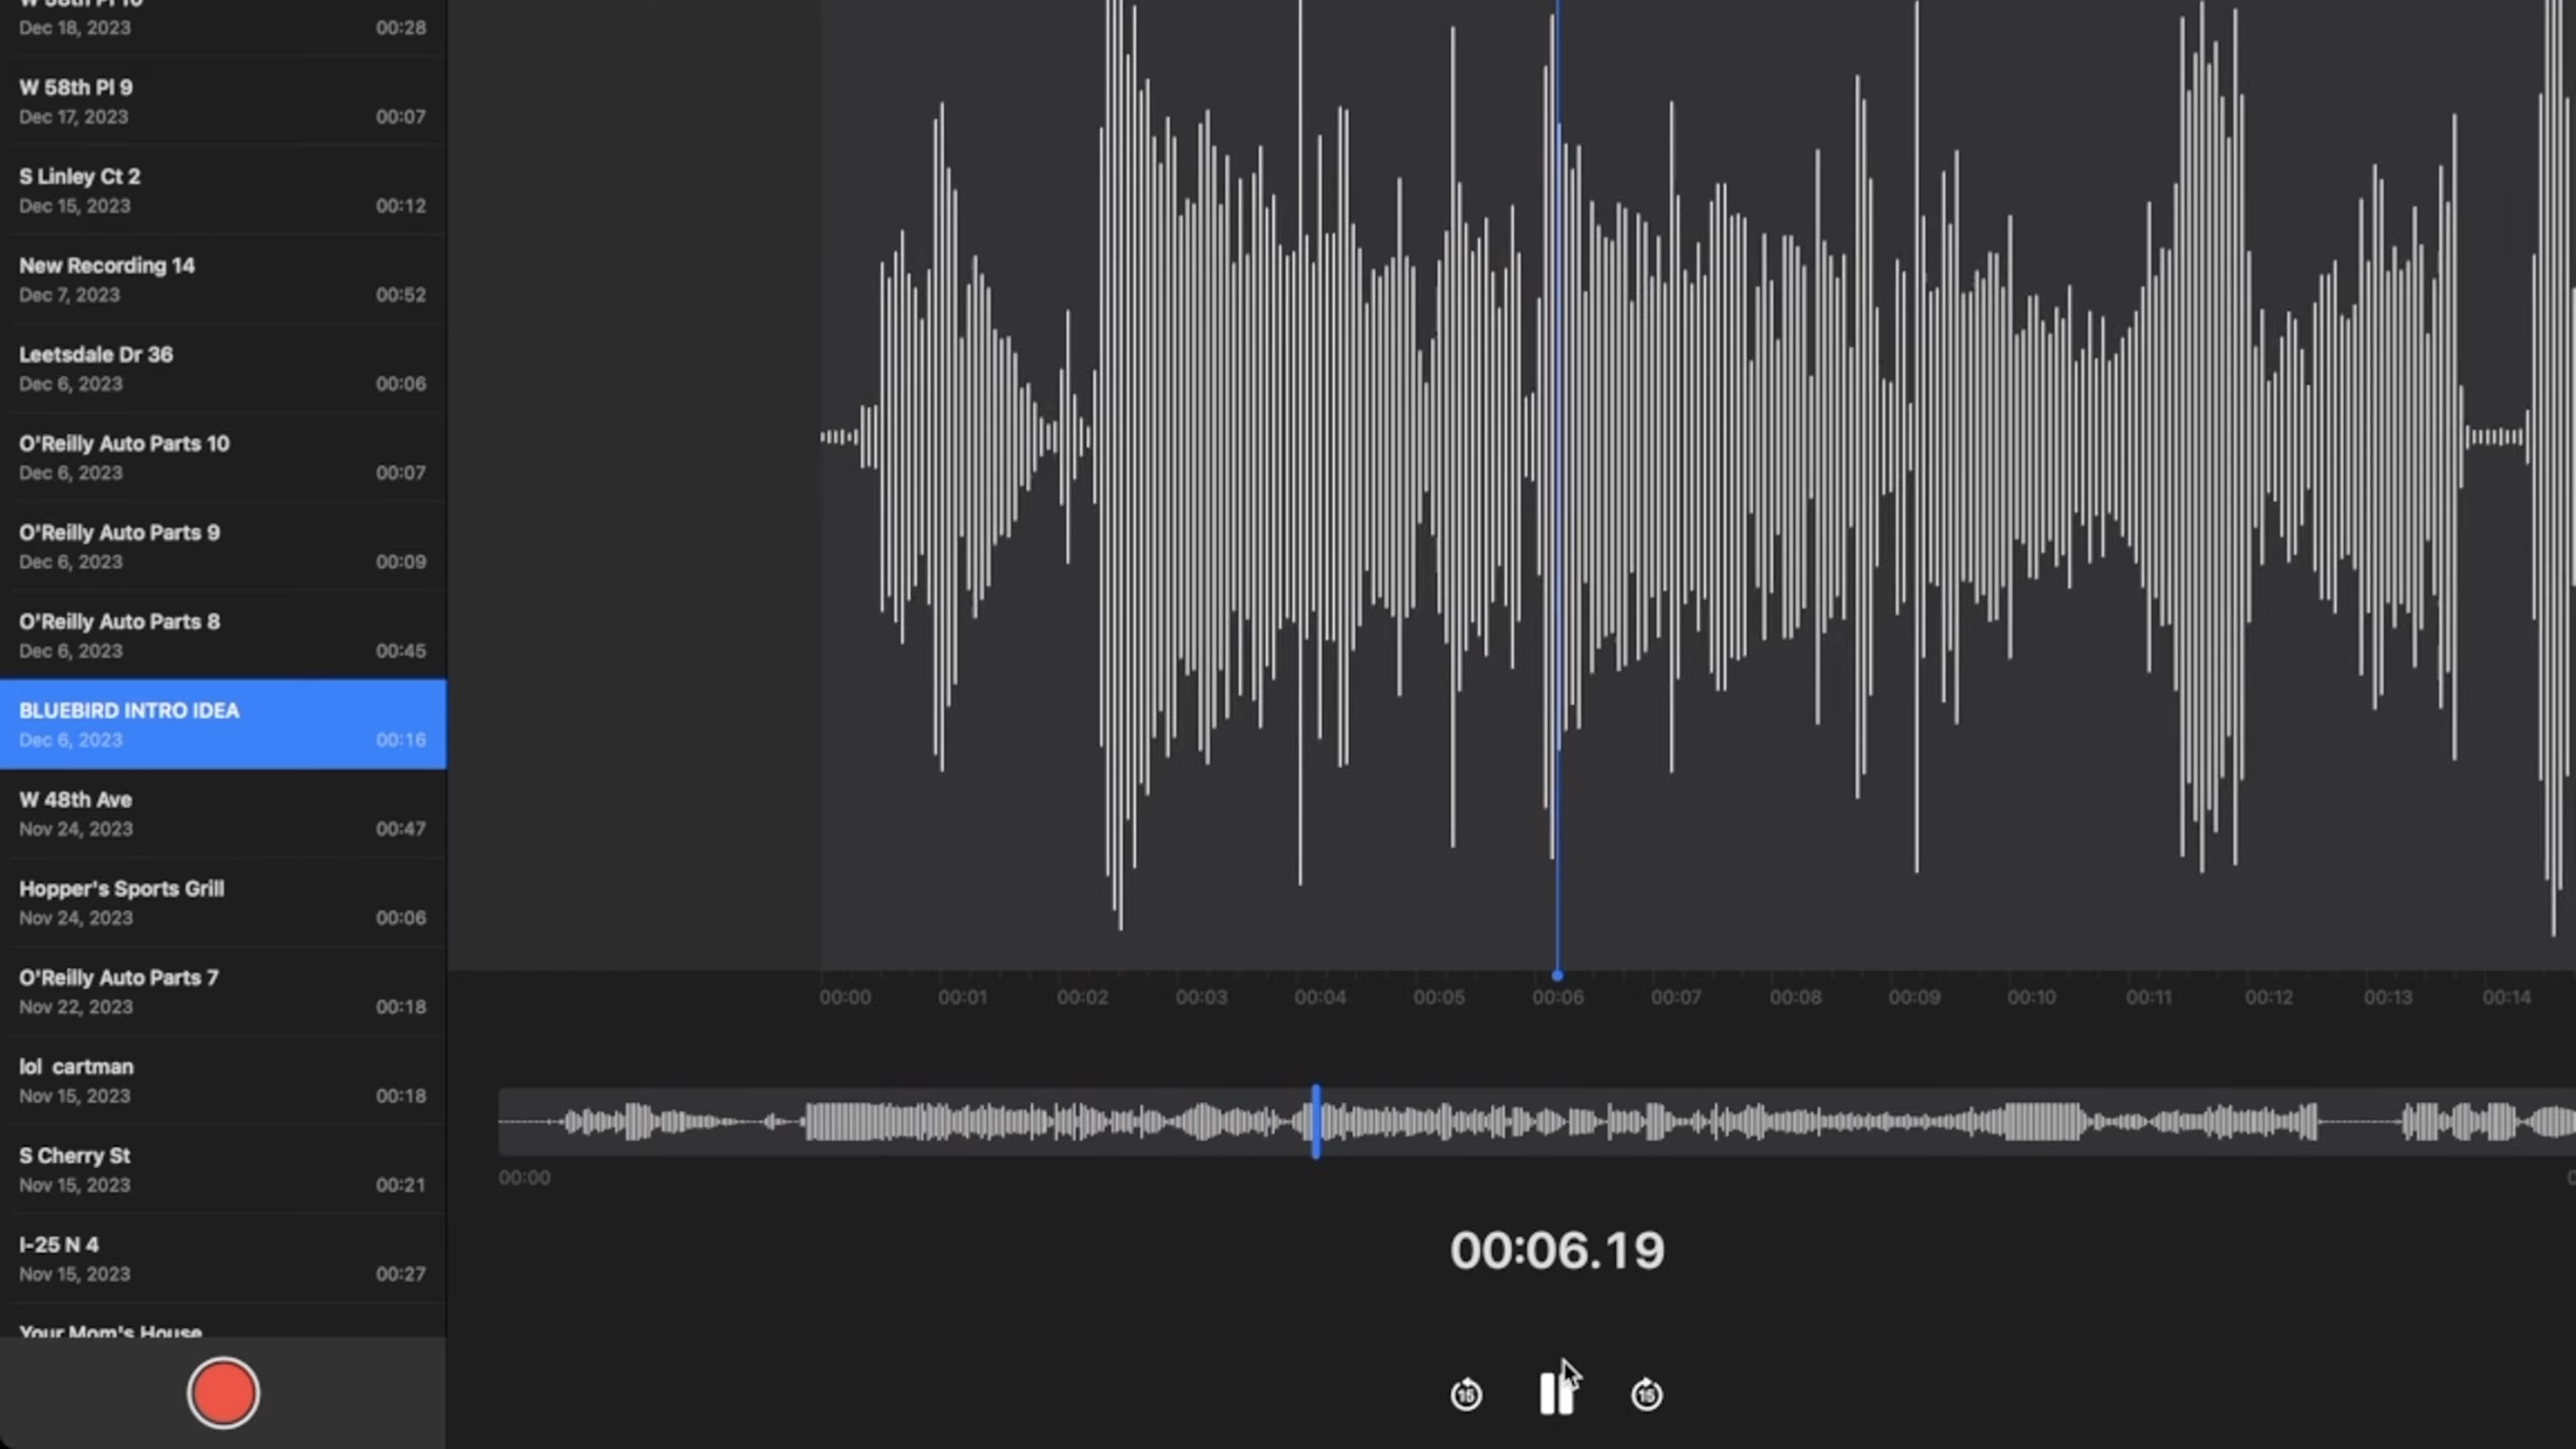 W 58th Pl 10
Dec 18, 2023 00:28
W 58th Pl 9
Dec 17, 2023 00:07
S Linley Ct 2
Dec 15, 2023 00:12
New Recording 14
Dec 7, 2023 00:52
Leetsdale Dr 36
Dec 6, 2023 00:06
O'Reilly Auto Parts 10
Dec 6, 2023 00:07
O'Reilly Auto Parts 9
Dec 6, 2023 00:09
O'Reilly Auto Parts 8
Dec 6, 2023 00:45
BLUEBIRD INTRO IDEA
Dec 6, 2023 00:16
W 48th Ave
Nov 24, 2023 00:47
Hopper's Sports Grill
Nov 24, 2023 00:06
O'Reilly Auto Parts 7
Nov 22, 2023 00:18
lol cartman
Nov 15, 2023 00:18
S Cherry St
Nov 15, 2023 00:21
I-25 N 4
Nov 15, 2023 00:27
Your Mom's House
00:00 00:01 00:02 00:03 00:04 00:05 00:06 00:07 00:08 00:09 00:10 00:11 00:12 00:13 00:14
00:00
00:06.19
15 15